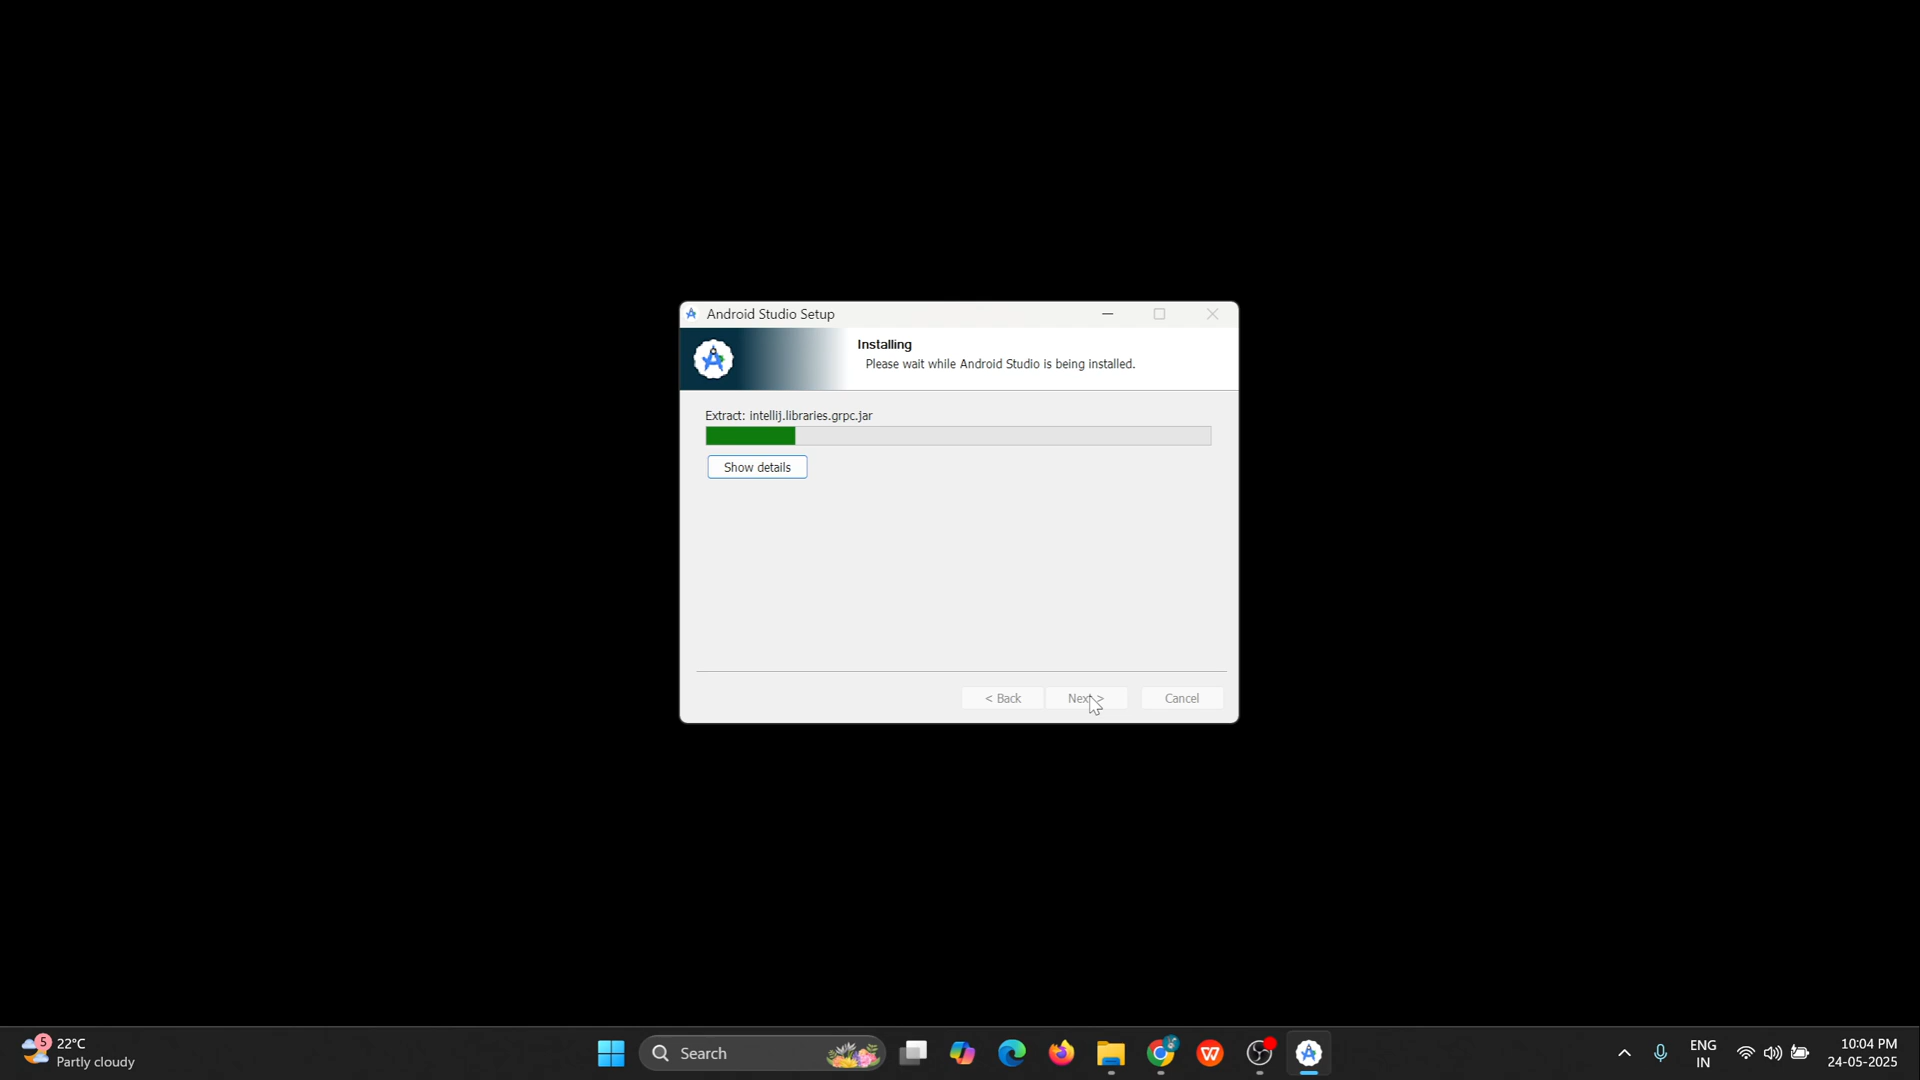 Android Studio Setup
Installing
Please wait while Android Studio is being installed.
Extract: intellij.libraries.grpc.jar
Show details
< Back
Next >
Cancel
5
22°C
Partly cloudy
Search
ENG
IN
10:04 PM
24-05-2025